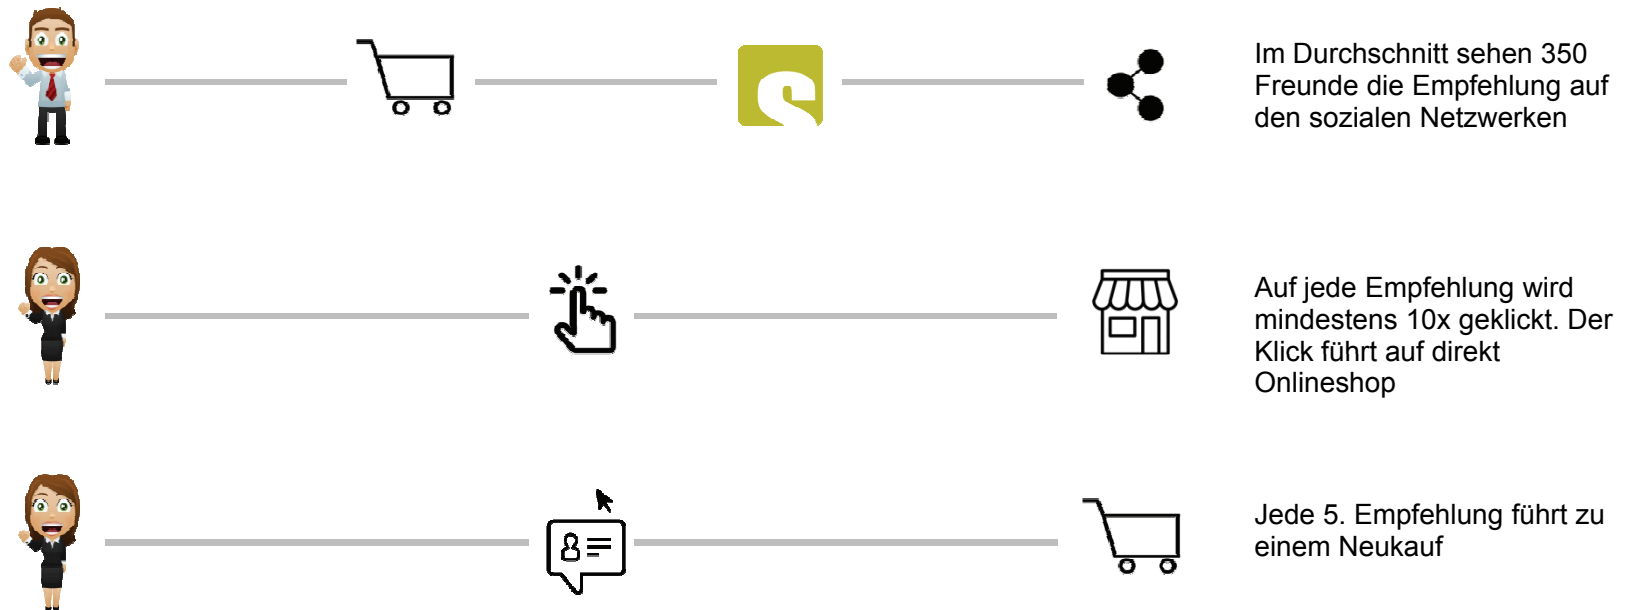 Im Durchschnitt sehen 350
Freunde die Empfehlung auf
den sozialen Netzwerken
Auf jede Empfehlung wird
mindestens 10x geklickt. Der
Klick führt auf direkt
Onlineshop
Jede 5. Empfehlung führt zu
einem Neukauf